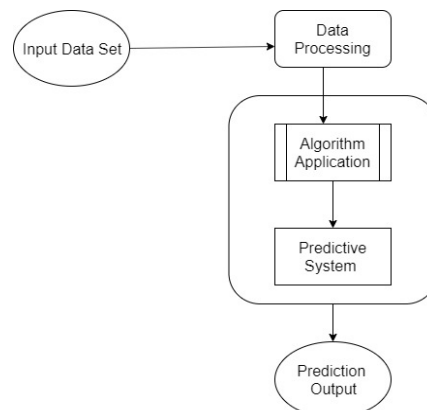 Input Data Set
Data
Processing
Algorithm
Application
Predictive
System
Prediction
Output